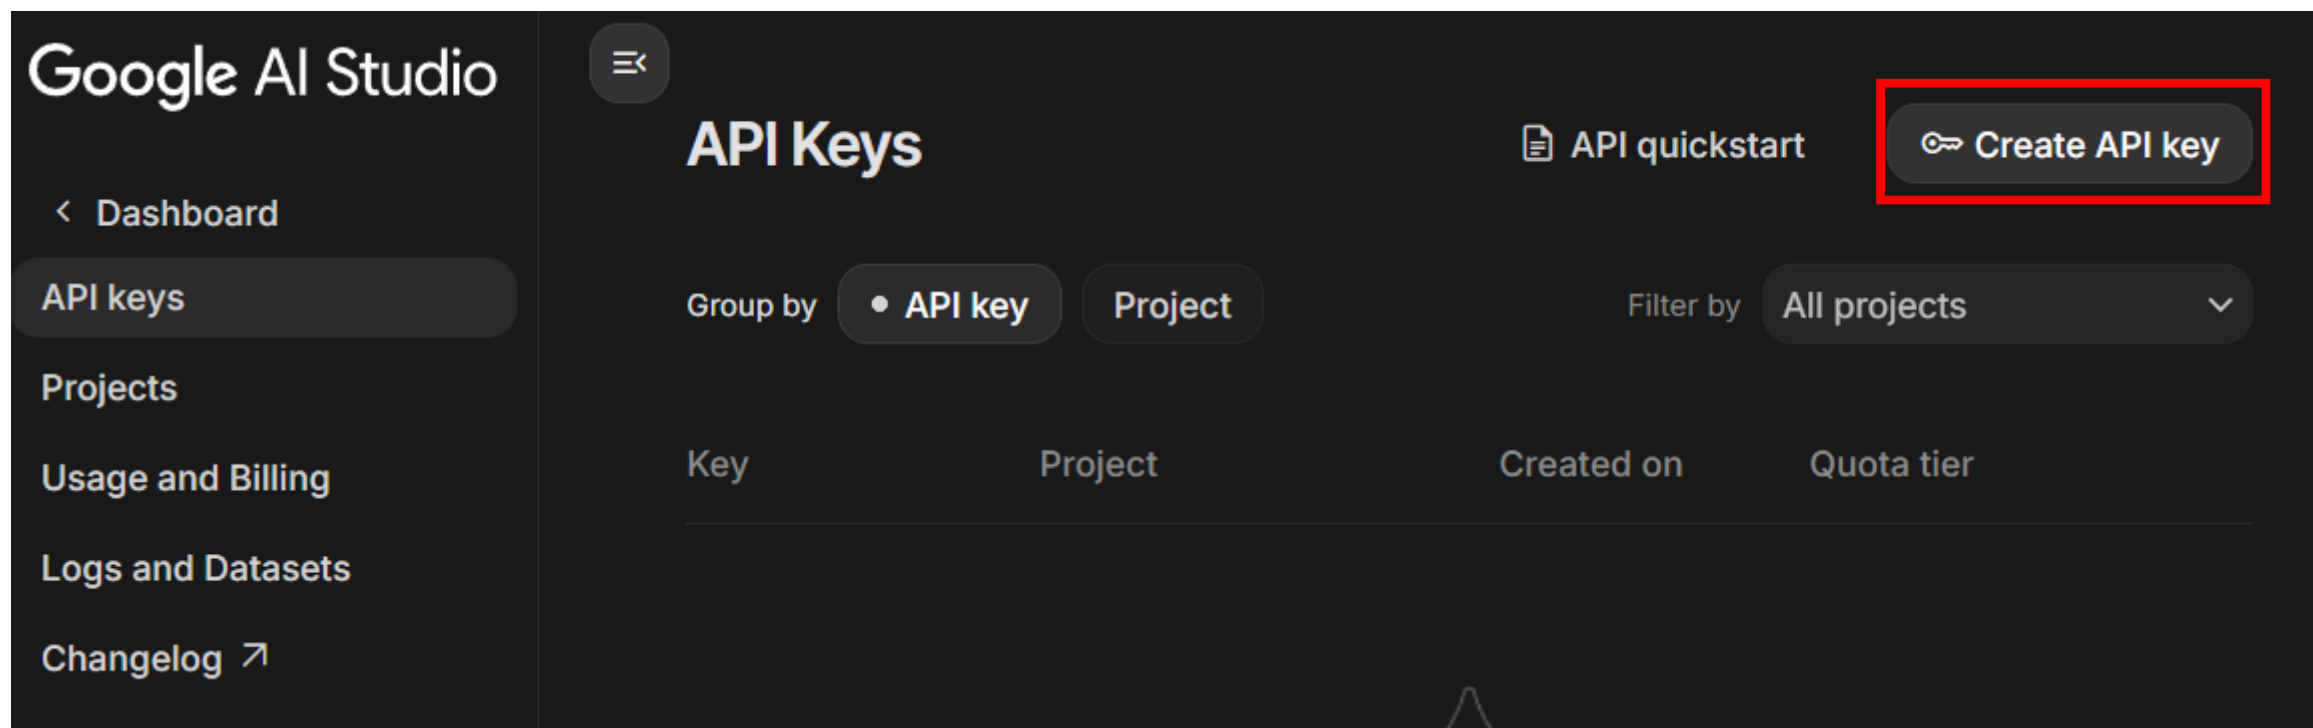 Google AI Studio
Dashboard
API keys
Projects
Usage and Billing
Logs and Datasets
Changelog
API Keys
API quickstart
Create API key
Group by
API key
Project
Filter by
All projects
Key
Project
Created on
Quota tier